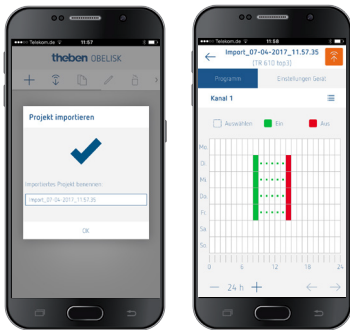 Telekom.de 11:57
theben OBELISK
Projekt importieren
Importiertes Projekt benennen:
Import_07-04-2017_11.57.35
OK
Telekom.de 11:58
Import_07-04-2017_11.57.35
(TR 610 top3)
Programm Einstellungen Gerät
Kanal 1
Auswählen Ein Aus
Mo.
Di.
Mi.
Do.
Fr.
Sa.
So.
0 6 12 18 24
24 h